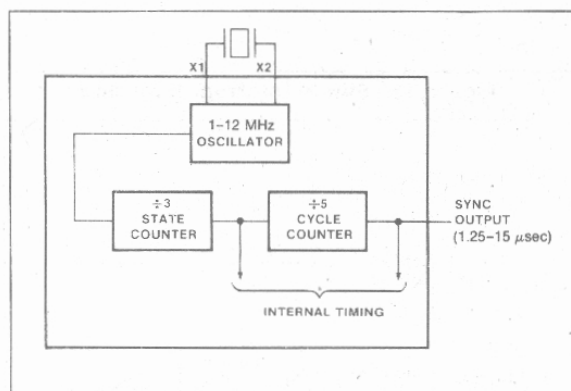 X1
X2
1–12 MHz
OSCILLATOR
÷3
STATE
COUNTER
÷5
CYCLE
COUNTER
SYNC
OUTPUT
(1.25–15 µsec)
INTERNAL TIMING